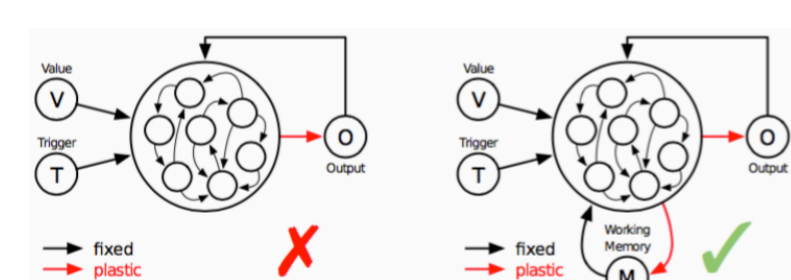 Value
V
Trigger
T
O
Output
fixed
plastic
Value
V
Trigger
T
O
Output
Working
Memory
M
fixed
plastic